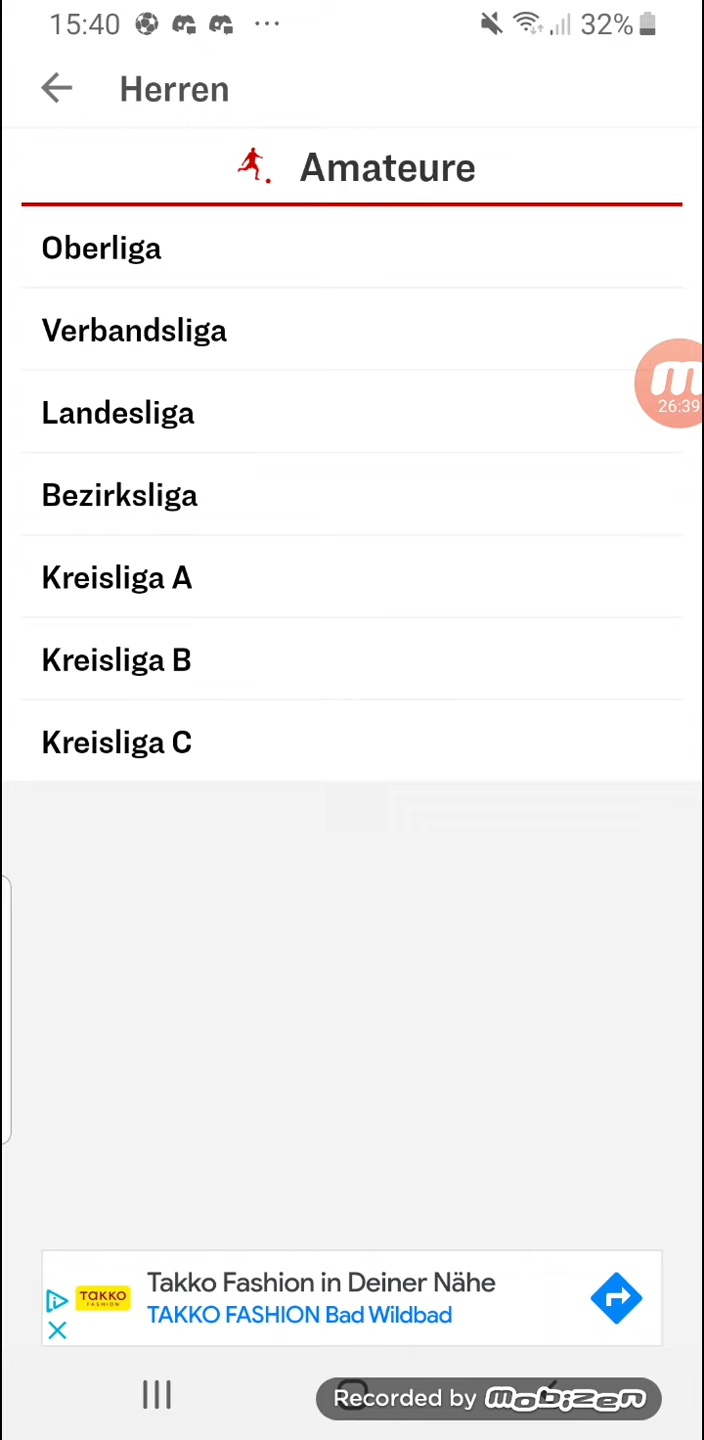 15:40 32%
Herren
Amateure
Oberliga
Verbandsliga
Landesliga
26:39
Bezirksliga
Kreisliga A
Kreisliga B
Kreisliga C
TAKKO
FASHION
Takko Fashion in Deiner Nähe
TAKKO FASHION Bad Wildbad
Recorded by mobizen